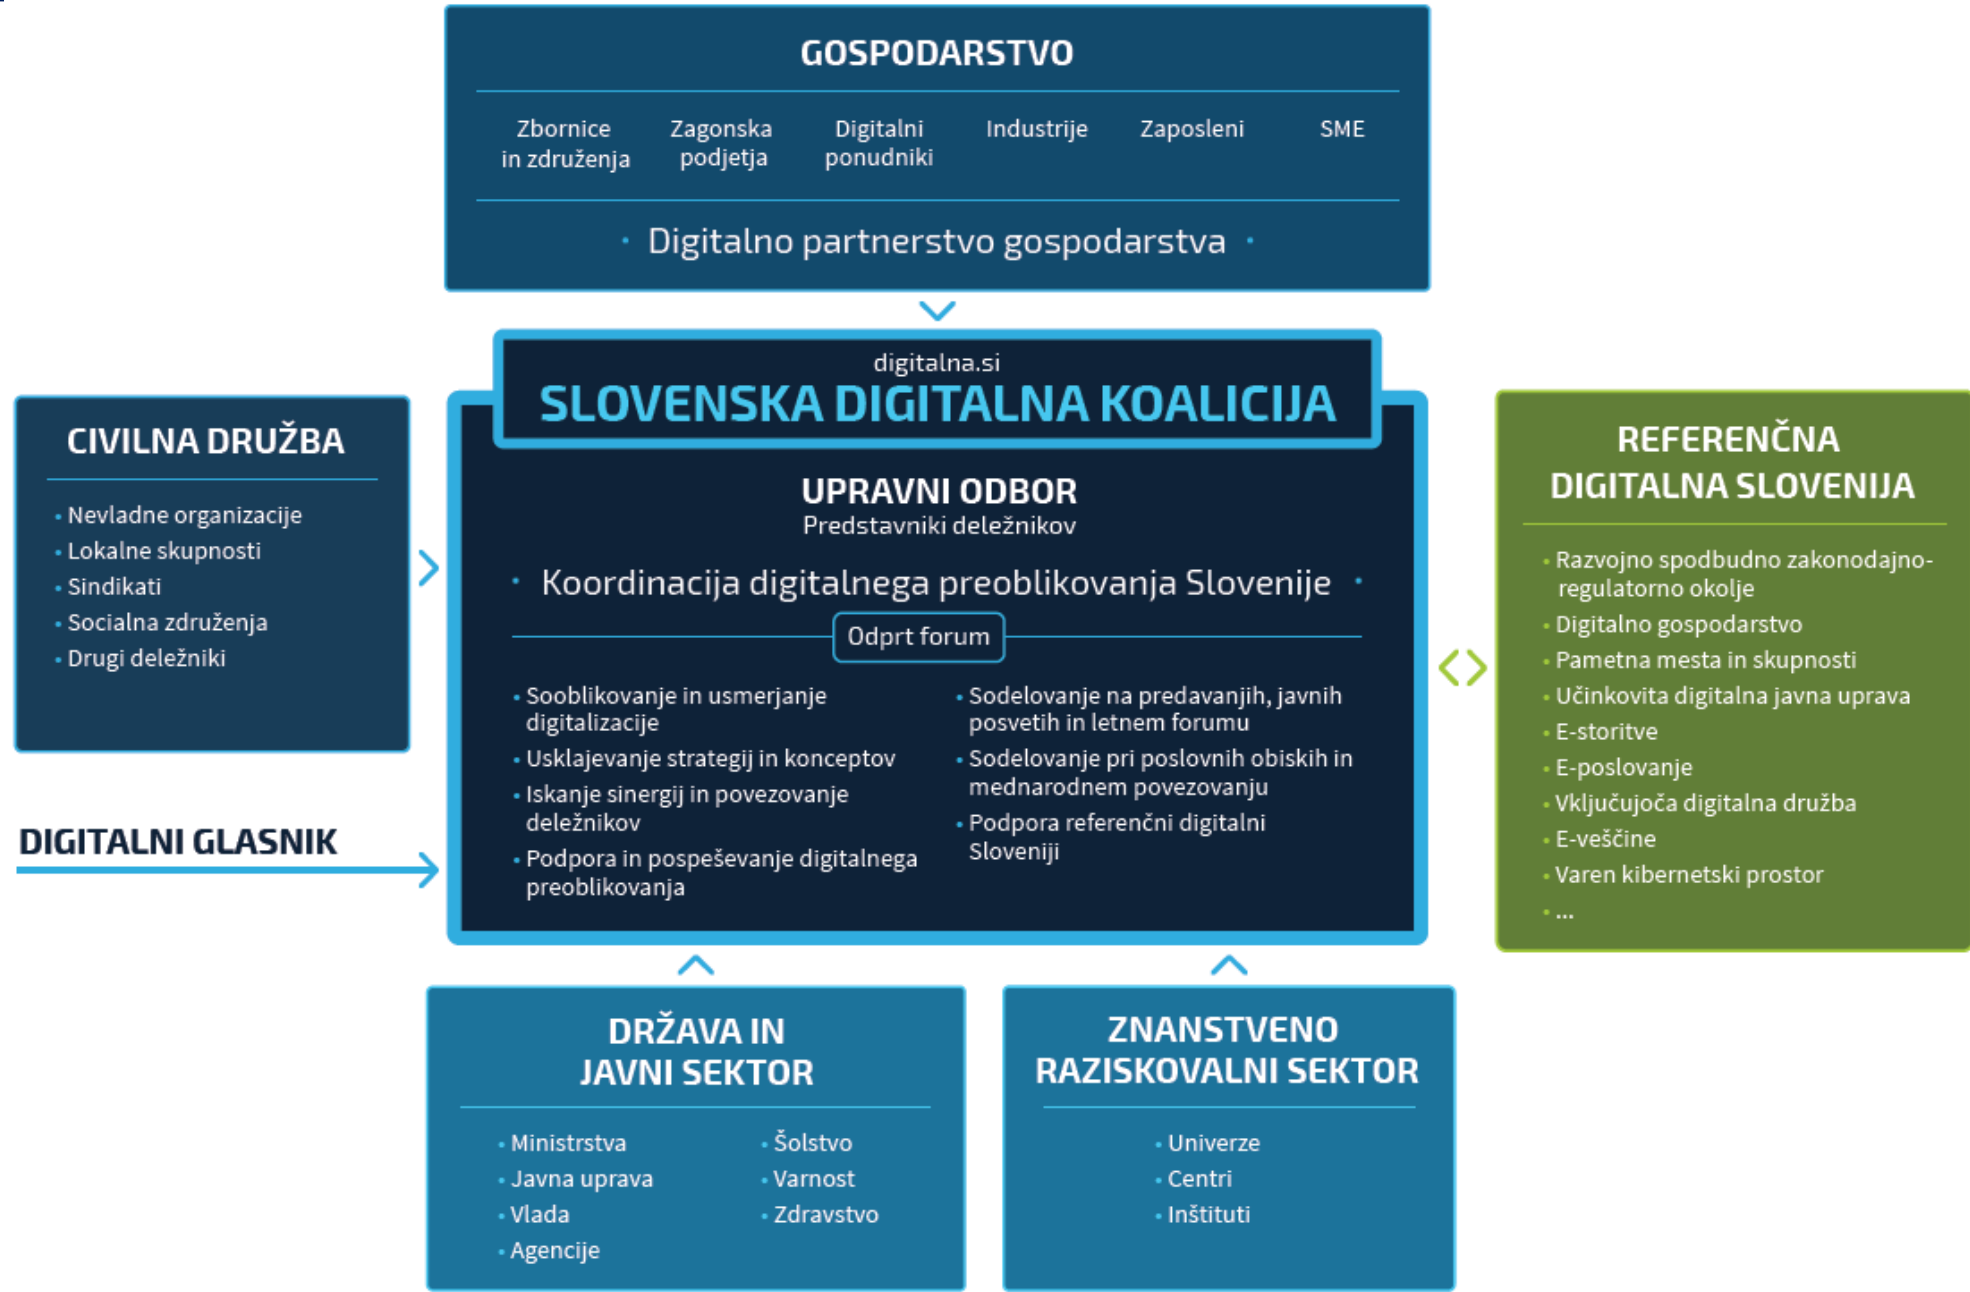 GOSPODARSTVO
Zbornice
in združenja
Zagonska
podjetja
Digitalni
ponudniki
Industrije
Zaposleni
SME
· Digitalno partnerstvo gospodarstva ·
digitalna.si
SLOVENSKA DIGITALNA KOALICIJA
UPRAVNI ODBOR
Predstavniki deležnikov
· Koordinacija digitalnega preoblikovanja Slovenije ·
Odprt forum
• Sooblikovanje in usmerjanje
digitalizacije
• Usklajevanje strategij in konceptov
• Iskanje sinergij in povezovanje
deležnikov
• Podpora in pospeševanje digitalnega
preoblikovanja
• Sodelovanje na predavanjih, javnih
posvetih in letnem forumu
• Sodelovanje pri poslovnih obiskih in
mednarodnem povezovanju
• Podpora referenčni digitalni
Sloveniji
CIVILNA DRUŽBA
• Nevladne organizacije
• Lokalne skupnosti
• Sindikati
• Socialna združenja
• Drugi deležniki
DIGITALNI GLASNIK
REFERENČNA
DIGITALNA SLOVENIJA
• Razvojno spodbudno zakonodajno-
regulatorno okolje
• Digitalno gospodarstvo
• Pametna mesta in skupnosti
• Učinkovita digitalna javna uprava
• E-storitve
• E-poslovanje
• Vključujoča digitalna družba
• E-veščine
• Varen kibernetski prostor
• ...
DRŽAVA IN
JAVNI SEKTOR
• Ministrstva
• Javna uprava
• Vlada
• Agencije
• Šolstvo
• Varnost
• Zdravstvo
ZNANSTVENO
RAZISKOVALNI SEKTOR
• Univerze
• Centri
• Inštituti